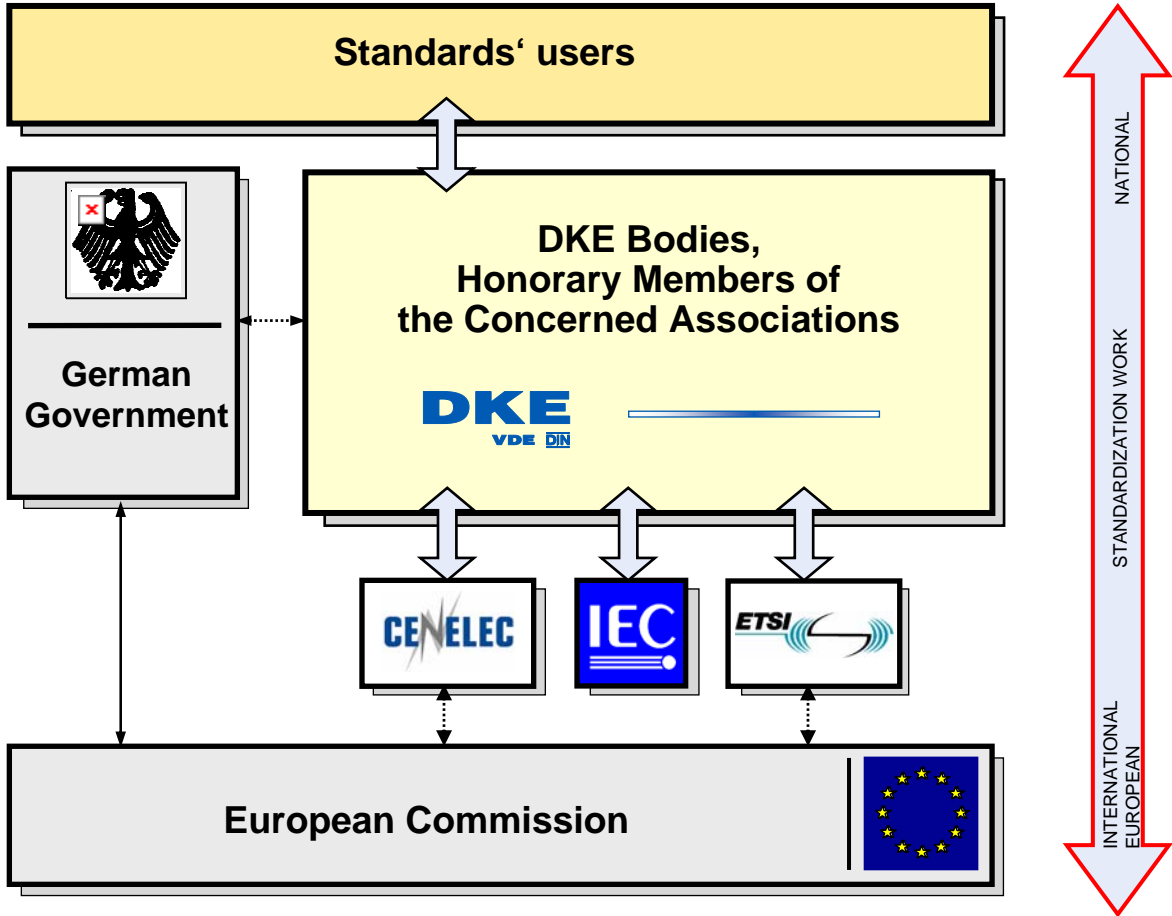 Standards‘ users
DKE Bodies,
Honorary Members of
the Concerned Associations
DKE
VDE DIN
German
Government
CENELEC
IEC
ETSI
European Commission
NATIONAL
STANDARDIZATION WORK
INTERNATIONAL
EUROPEAN